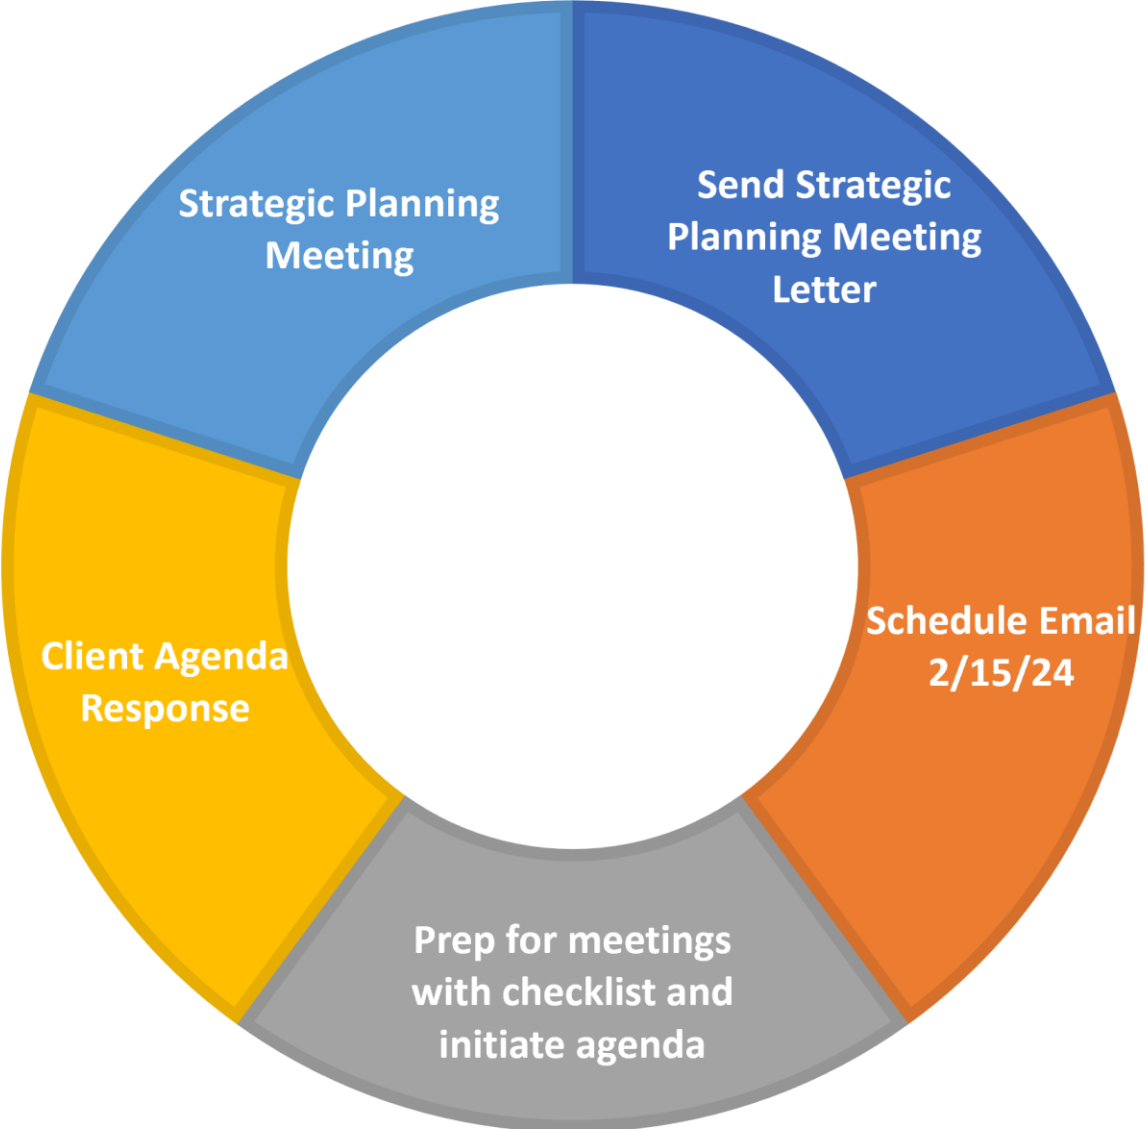 Strategic Planning
Meeting
Send Strategic
Planning Meeting
Letter
Schedule Email
2/15/24
Client Agenda
Response
Prep for meetings
with checklist and
initiate agenda